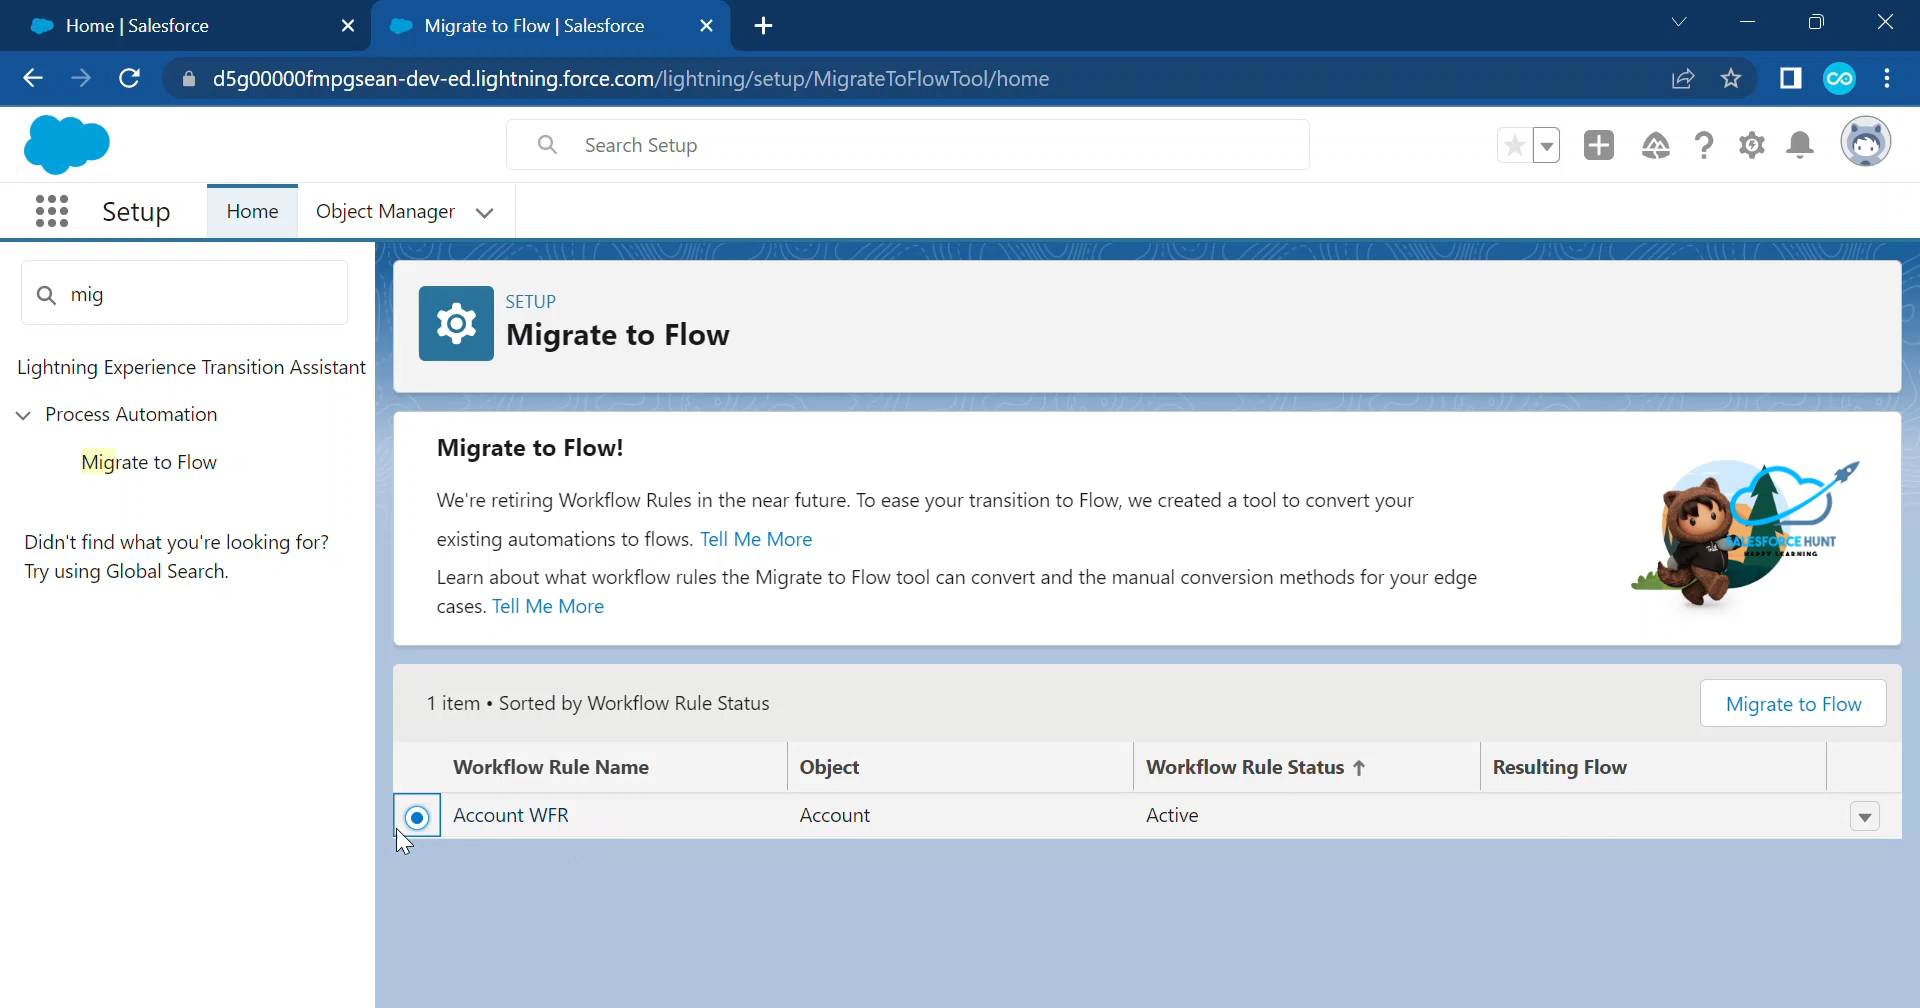 Home | Salesforce
Migrate to Flow | Salesforce
d5g00000fmpgsean-dev-ed.lightning.force.com/lightning/setup/MigrateToFlowTool/home
Search Setup
Setup
Home
Object Manager
mig
Lightning Experience Transition Assistant
Process Automation
Migrate to Flow
Didn't find what you're looking for?
Try using Global Search.
SETUP
Migrate to Flow
Migrate to Flow!
We're retiring Workflow Rules in the near future. To ease your transition to Flow, we created a tool to convert your
existing automations to flows. Tell Me More
Learn about what workflow rules the Migrate to Flow tool can convert and the manual conversion methods for your edge
cases. Tell Me More
SALESFORCE HUNT
HAPPY LEARNING
1 item • Sorted by Workflow Rule Status
Migrate to Flow
Workflow Rule Name
Object
Workflow Rule Status ↑
Resulting Flow
Account WFR
Account
Active